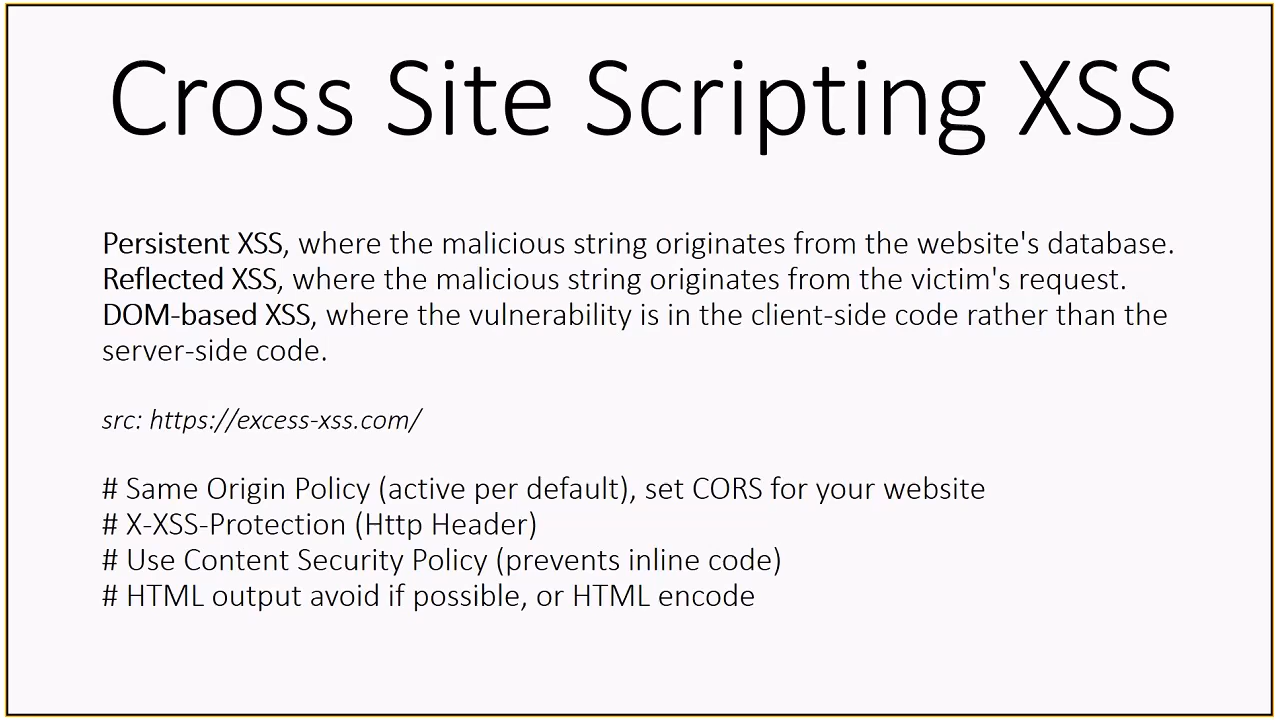 Cross Site Scripting XSS
Persistent XSS, where the malicious string originates from the website's database.
Reflected XSS, where the malicious string originates from the victim's request.
DOM-based XSS, where the vulnerability is in the client-side code rather than the
server-side code.
src: https://excess-xss.com/
# Same Origin Policy (active per default), set CORS for your website
# X-XSS-Protection (Http Header)
# Use Content Security Policy (prevents inline code)
# HTML output avoid if possible, or HTML encode